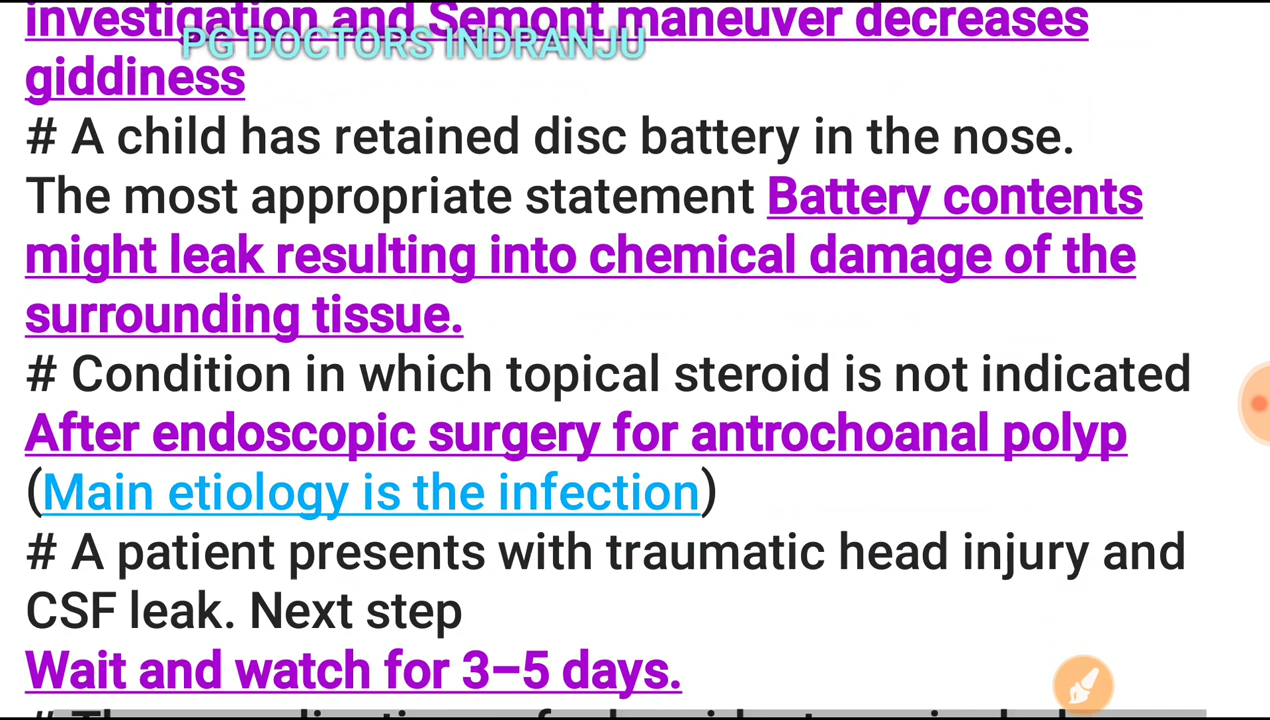 investigation and Semont maneuver decreases
PG DOCTORS INDRANJU
giddiness
# A child has retained disc battery in the nose.
The most appropriate statement Battery contents
might leak resulting into chemical damage of the
surrounding tissue.
# Condition in which topical steroid is not indicated
After endoscopic surgery for antrochoanal polyp
(Main etiology is the infection)
# A patient presents with traumatic head injury and
CSF leak. Next step
Wait and watch for 3–5 days.